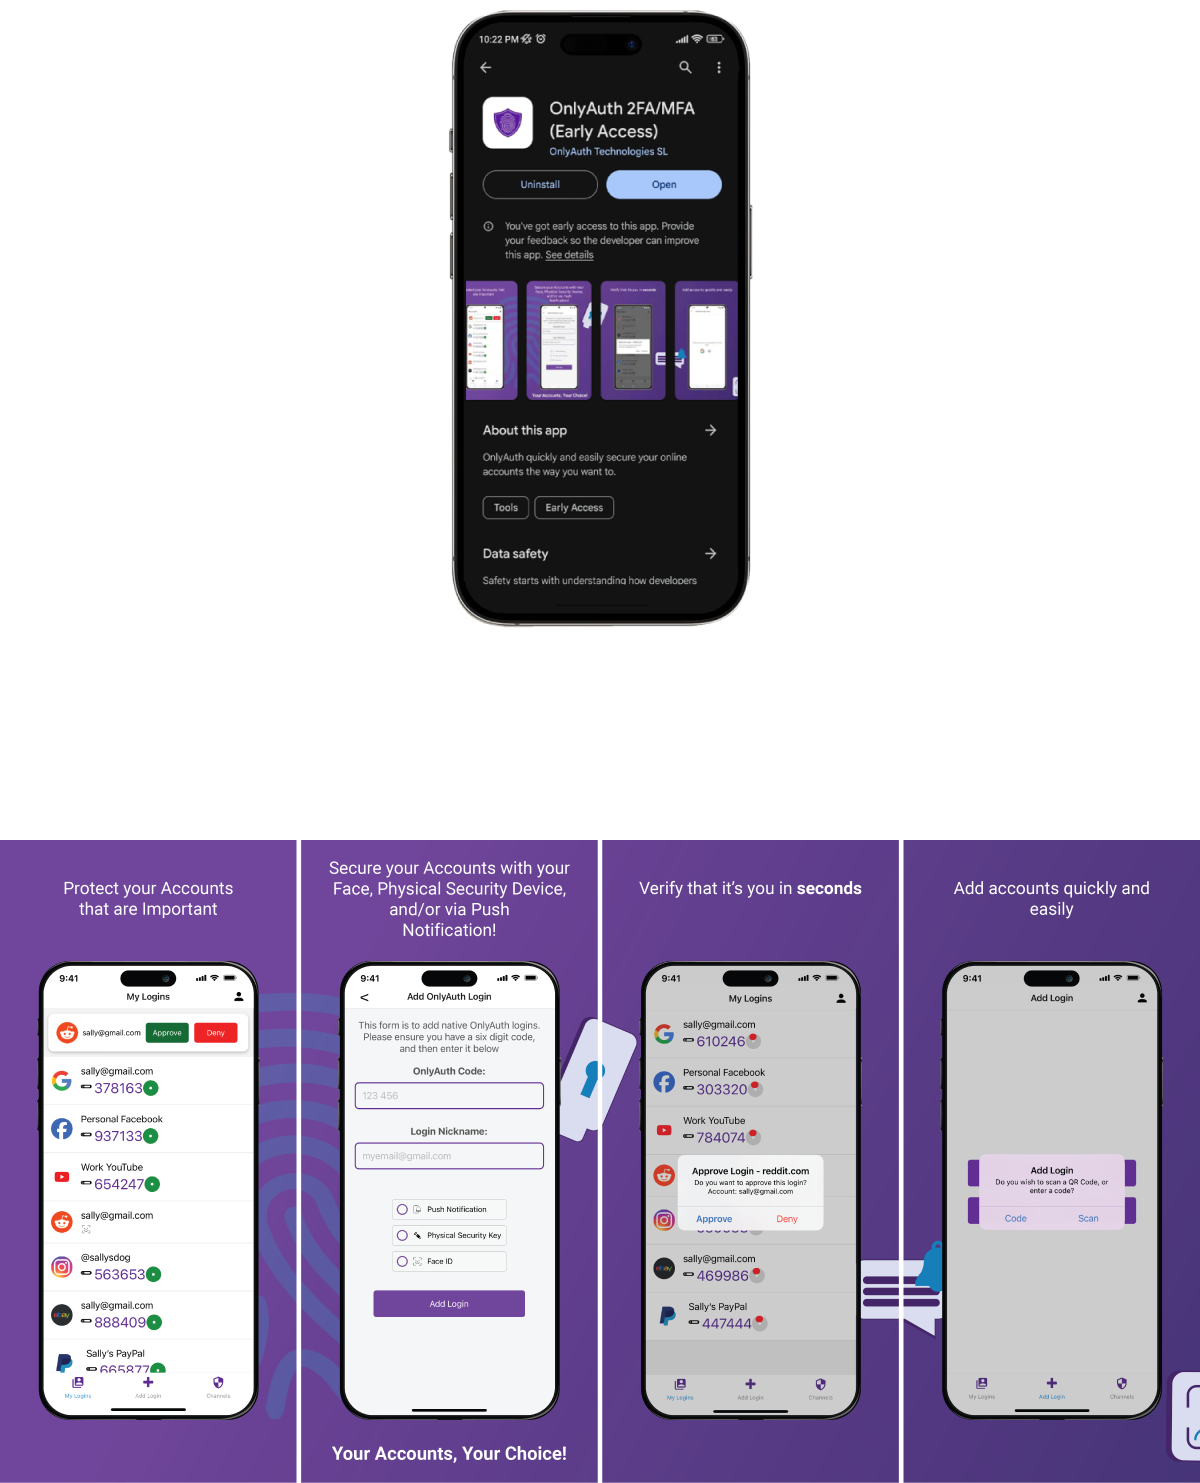 10:22 PM
OnlyAuth 2FA/MFA
(Early Access)
OnlyAuth Technologies SL
Uninstall
Open
You've got early access to this app. Provide
your feedback so the developer can improve
this app. See details
Your Accounts, Your Choice!
About this app
OnlyAuth quickly and easily secure your online
accounts the way you want to.
Tools
Early Access
Data safety
Safety starts with understanding how developers
Protect your Accounts
that are Important
9:41
My Logins
sally@gmail.com
Approve
Deny
sally@gmail.com
378163
Personal Facebook
937133
Work YouTube
654247
sally@gmail.com
@sallysdog
563653
ebay
sally@gmail.com
888409
Sally's PayPal
665877
My Logins
Add Login
Channels
Secure your Accounts with your
Face, Physical Security Device,
and/or via Push
Notification!
9:41
< Add OnlyAuth Login
This form is to add native OnlyAuth logins.
Please ensure you have a six digit code,
and then enter it below
OnlyAuth Code:
123 456
Login Nickname:
myemail@gmail.com
Push Notification
Physical Security Key
Face ID
Add Login
Your Accounts, Your Choice!
Verify that it's you in seconds
9:41
My Logins
sally@gmail.com
610246
Personal Facebook
303320
Work YouTube
784074
Approve Login - reddit.com
Do you want to approve this login?
Account: sally@gmail.com
Approve
Deny
ebay
sally@gmail.com
469986
Sally's PayPal
447444
My Logins
Add Login
Channels
Add accounts quickly and
easily
9:41
Add Login
Add Login
Do you wish to scan a QR Code, or
enter a code?
Code
Scan
My Logins
Add Login
Channels